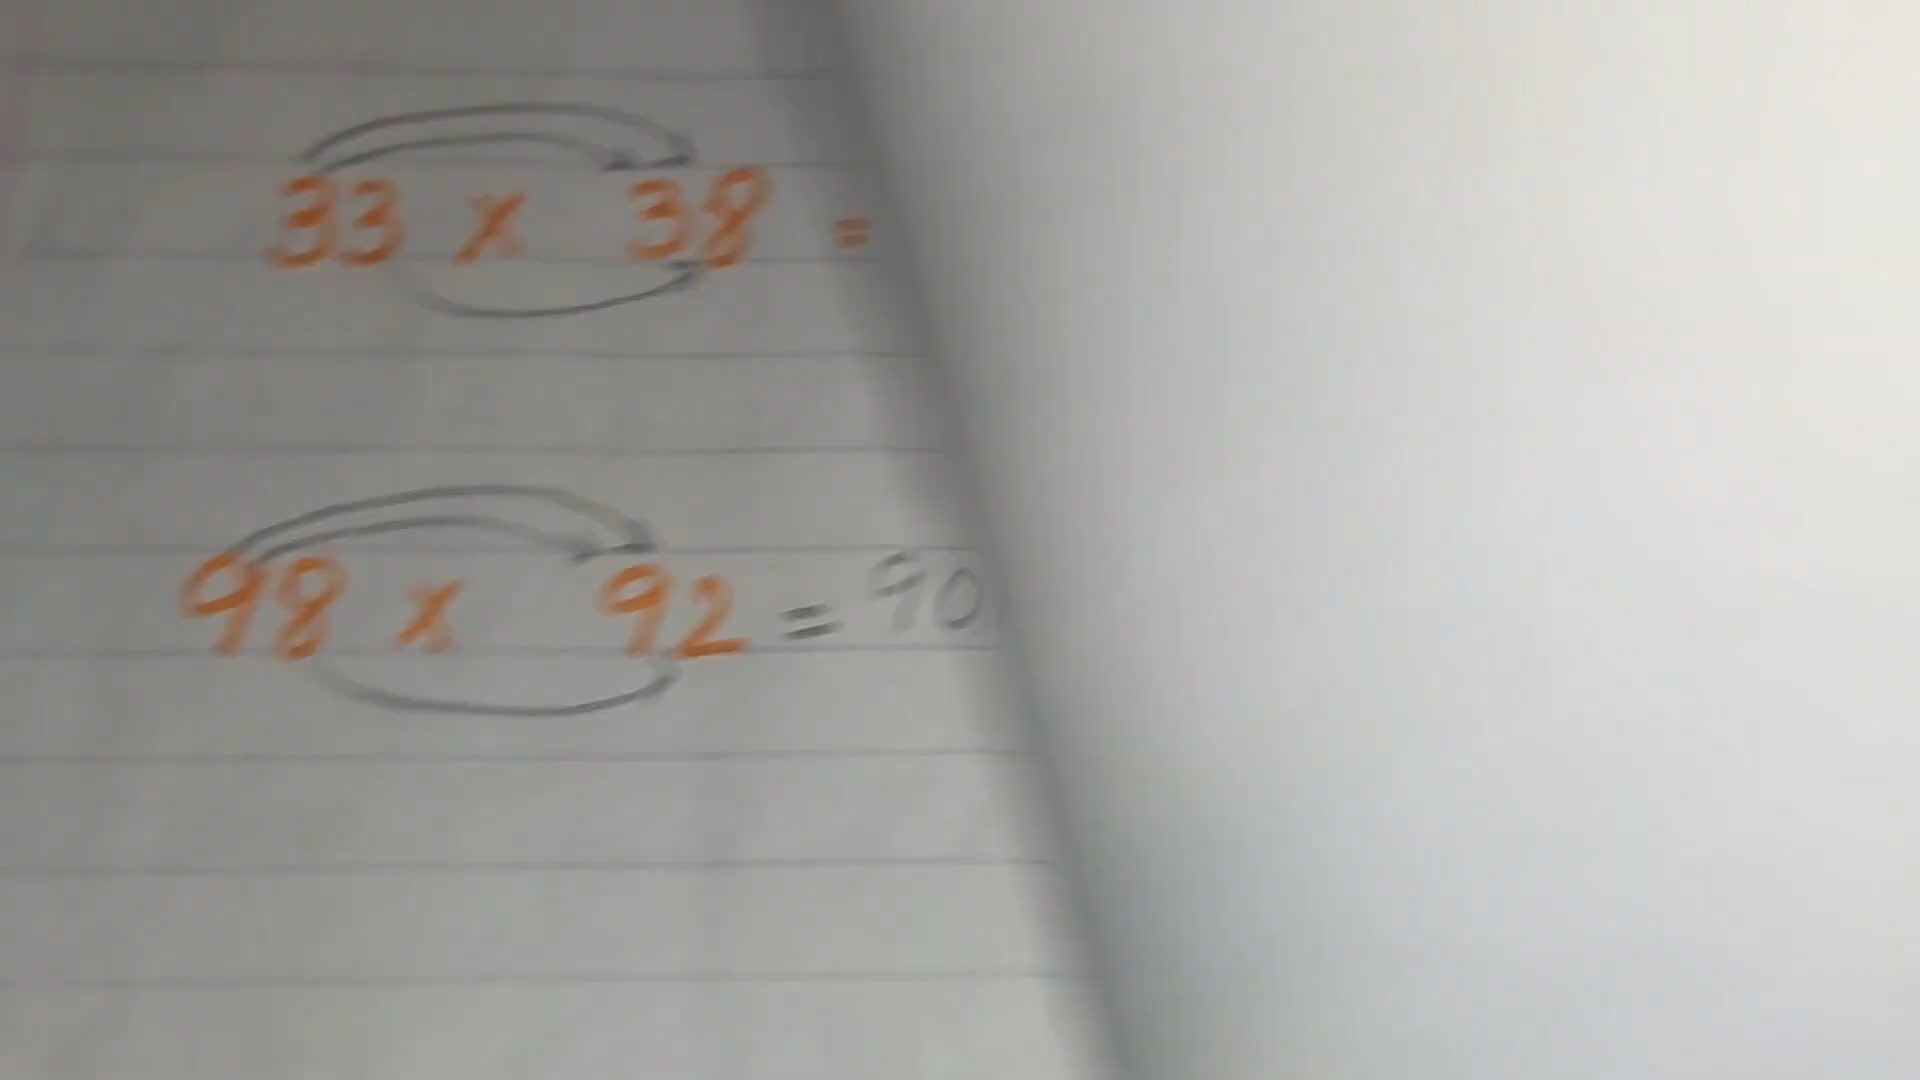 33 x 38 =
98 x 92 = 90